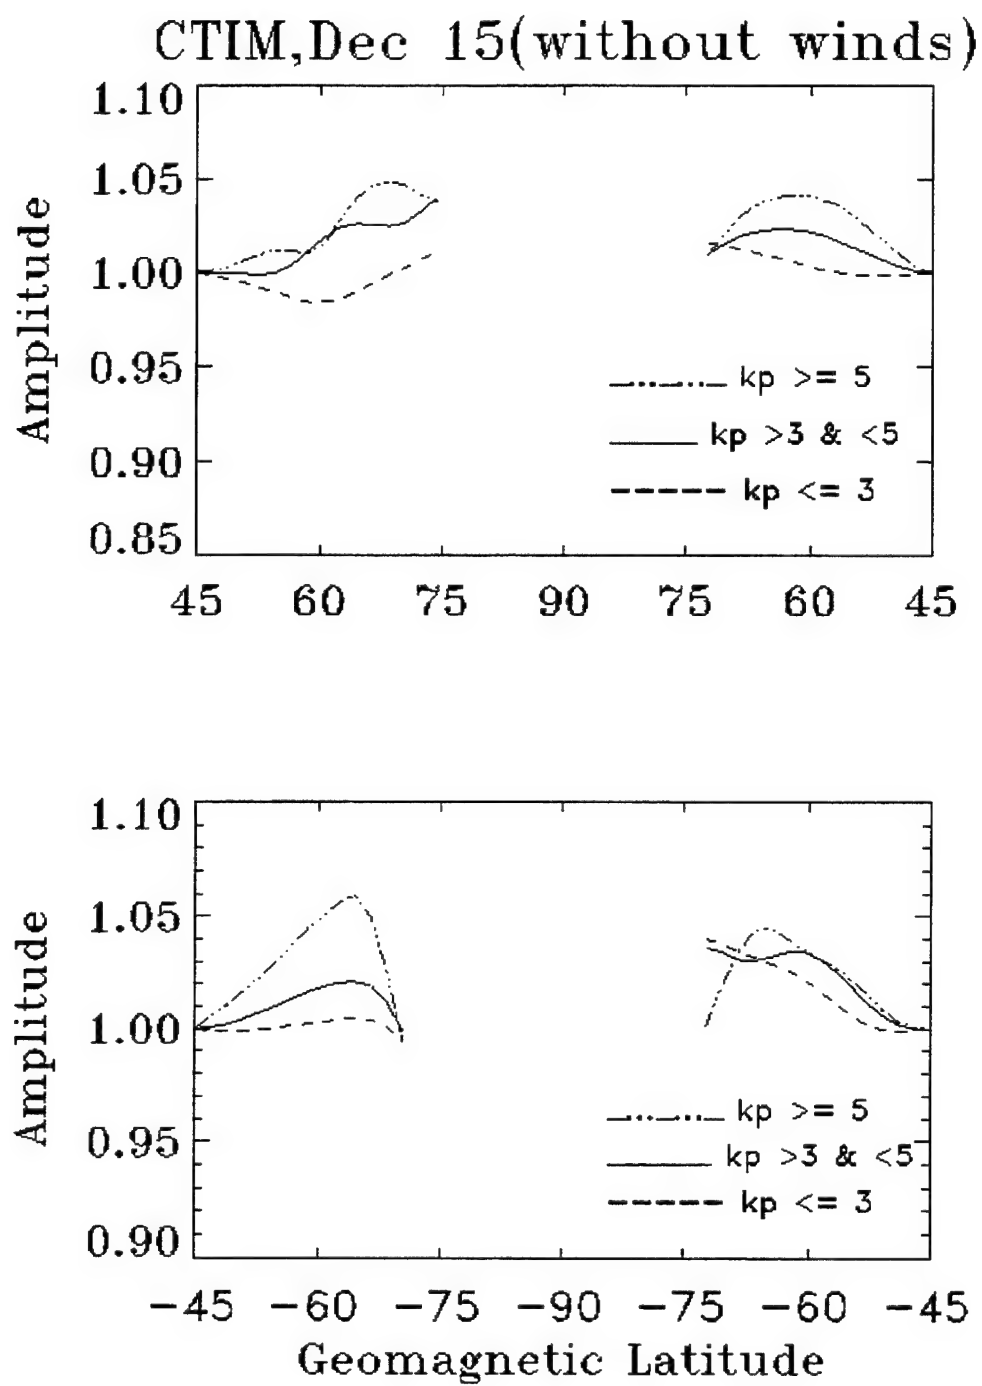 CTIM,Dec 15(without winds)
1.10
1.05
1.00
0.95
0.90
0.85
Amplitude
kp >= 5
kp >3 & <5
kp <= 3
45 60 75 90 75 60 45
1.10
1.05
1.00
0.95
0.90
Amplitude
kp >= 5
kp >3 & <5
kp <= 3
−45 −60 −75 −90 −75 −60 −45
Geomagnetic Latitude